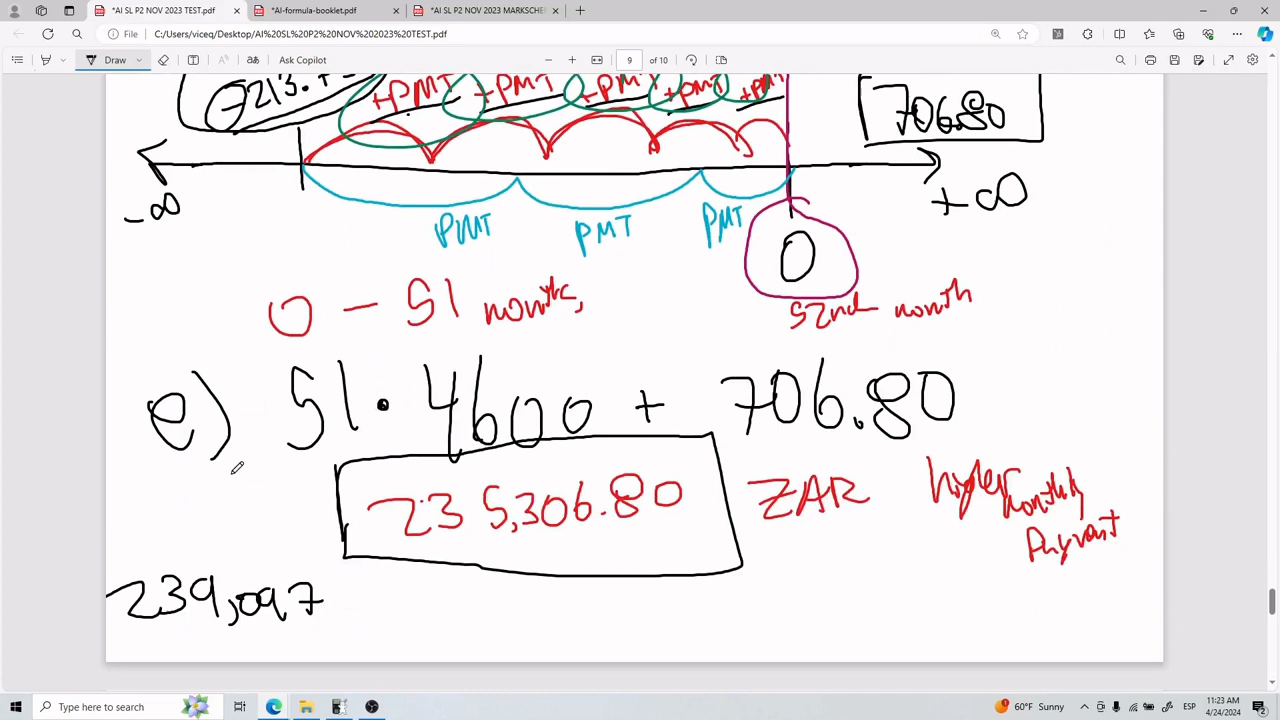 *AI SL P2 NOV 2023 TEST.pdf
*AI-formula-booklet.pdf
*AI SL P2 NOV 2023 MARKSCHE
File
C:/Users/viceq/Desktop/AI%20SL%20P2%20NOV%202023%20TEST.pdf
Draw
Ask Copilot
9
of 10
+PMT +PMT +PMT +PMT +PMT
706.80
-∞
+∞
PMT PMT PMT
0
0 - 51 months,
52nd month
e) 51 · 4600 + 706.80
235,306.80 ZAR
higher
monthly
Payment
239,097
Type here to search
60°F Sunny
ESP
11:23 AM
4/24/2024